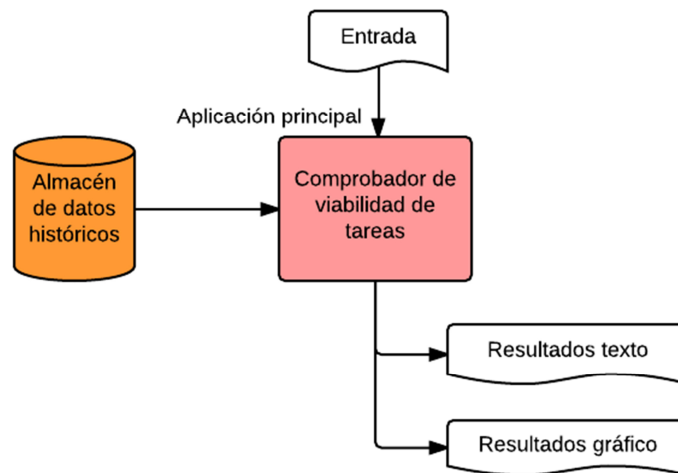 Entrada
Aplicación principal
Almacén
de datos
históricos
Comprobador de
viabilidad de
tareas
Resultados texto
Resultados gráfico